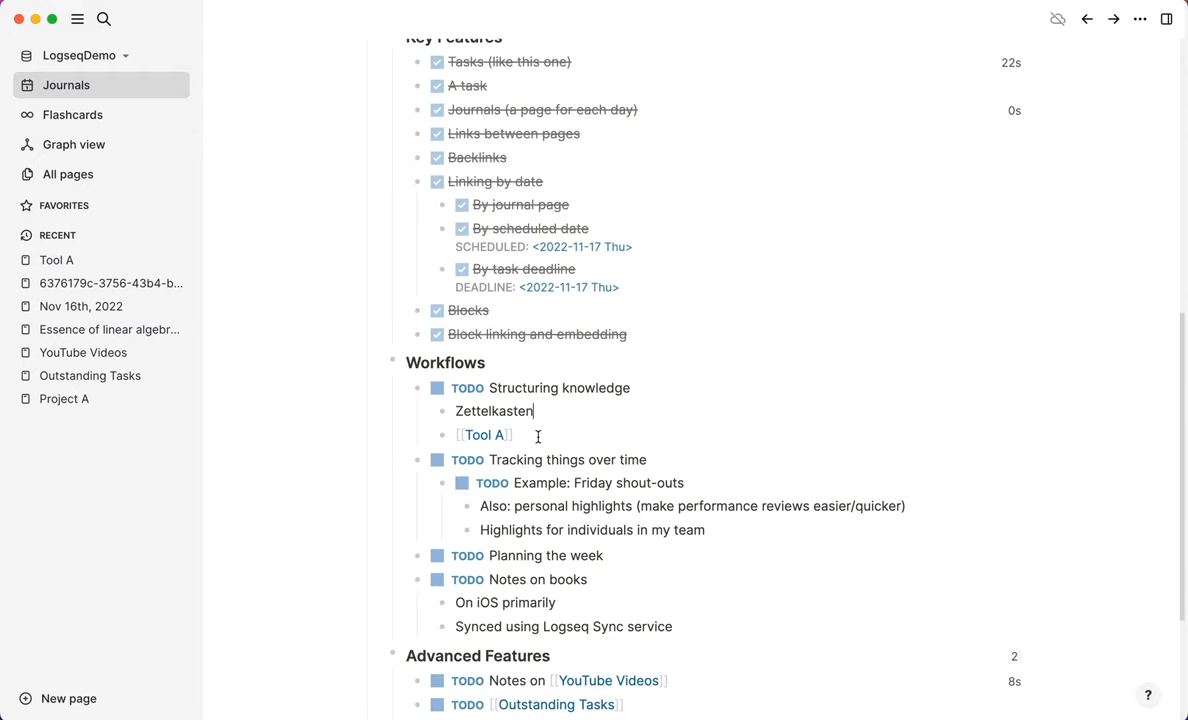 LogseqDemo
Journals
Flashcards
Graph view
All pages
FAVORITES
RECENT
Tool A
6376179c-3756-43b4-b...
Nov 16th, 2022
Essence of linear algebr...
YouTube Videos
Outstanding Tasks
Project A
New page
Key Features
Tasks (like this one) 22s
A task
Journals (a page for each day) 0s
Links between pages
Backlinks
Linking by date
By journal page
By scheduled date
SCHEDULED: <2022-11-17 Thu>
By task deadline
DEADLINE: <2022-11-17 Thu>
Blocks
Block linking and embedding
Workflows
TODO Structuring knowledge
Zettelkasten
[[Tool A]]
TODO Tracking things over time
TODO Example: Friday shout-outs
Also: personal highlights (make performance reviews easier/quicker)
Highlights for individuals in my team
TODO Planning the week
TODO Notes on books
On iOS primarily
Synced using Logseq Sync service
Advanced Features 2
TODO Notes on [[YouTube Videos]] 8s
TODO [[Outstanding Tasks]]
?